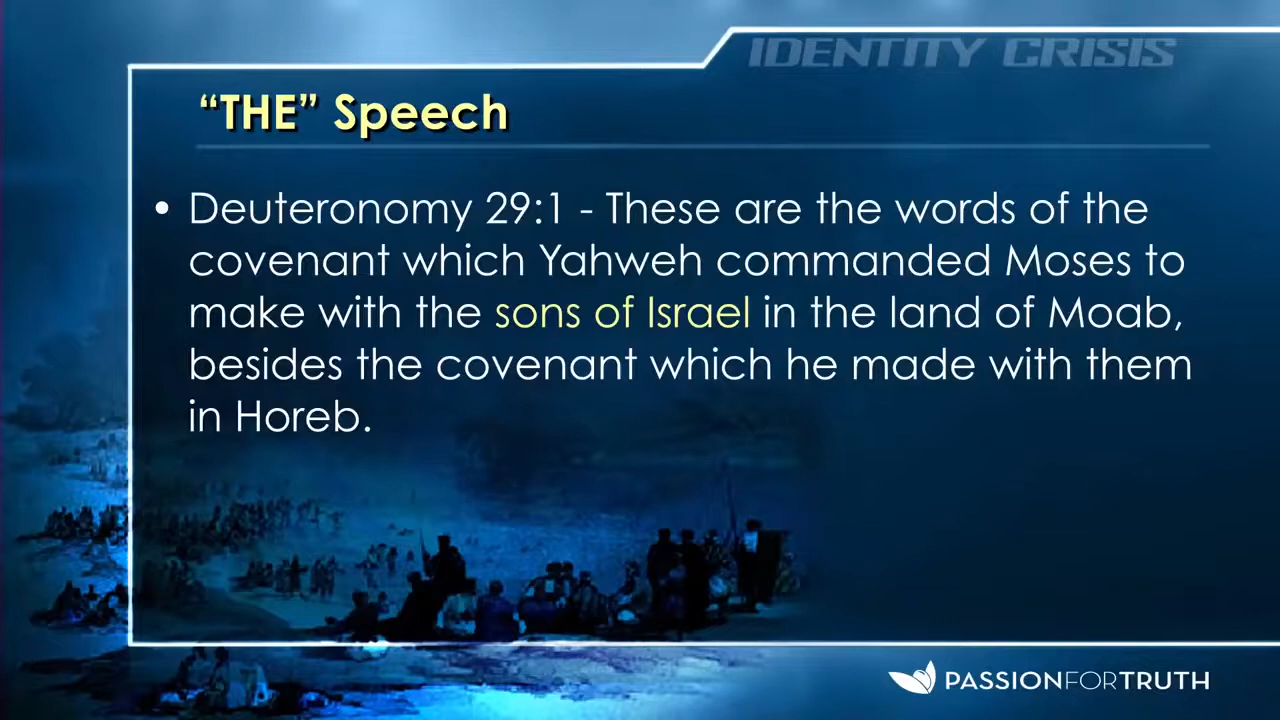 IDENTITY CRISIS
“THE” Speech
• Deuteronomy 29:1 - These are the words of the
covenant which Yahweh commanded Moses to
make with the sons of Israel in the land of Moab,
besides the covenant which he made with them
in Horeb.
PASSIONFORTRUTH